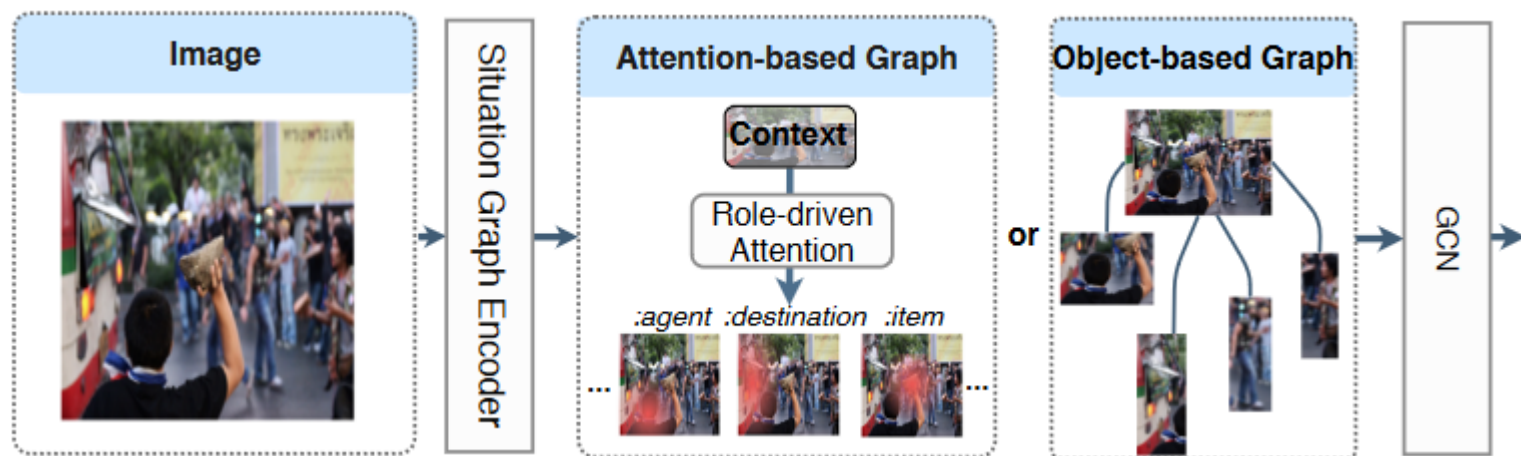 Image
Situation Graph Encoder
Attention-based Graph
Context
Role-driven
Attention
:agent :destination :item
...
...
or
Object-based Graph
GCN